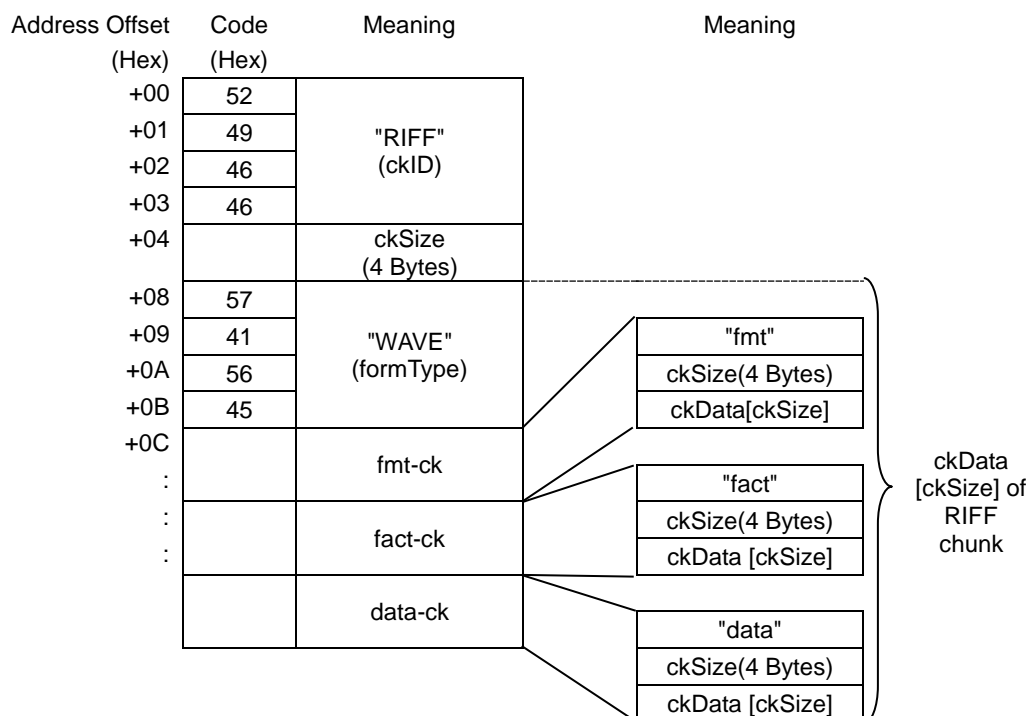 Address Offset Code Meaning Meaning
(Hex) (Hex)
+00 52
+01 49 "RIFF"
+02 46 (ckID)
+03 46
+04 ckSize
(4 Bytes)
+08 57
+09 41 "WAVE" "fmt"
+0A 56 (formType) ckSize(4 Bytes)
+0B 45 ckData[ckSize]
+0C
fmt-ck
: "fact"
: ckSize(4 Bytes)
fact-ck
: ckData [ckSize]
data-ck
"data"
ckSize(4 Bytes)
ckData [ckSize]
ckData
[ckSize] of
RIFF
chunk